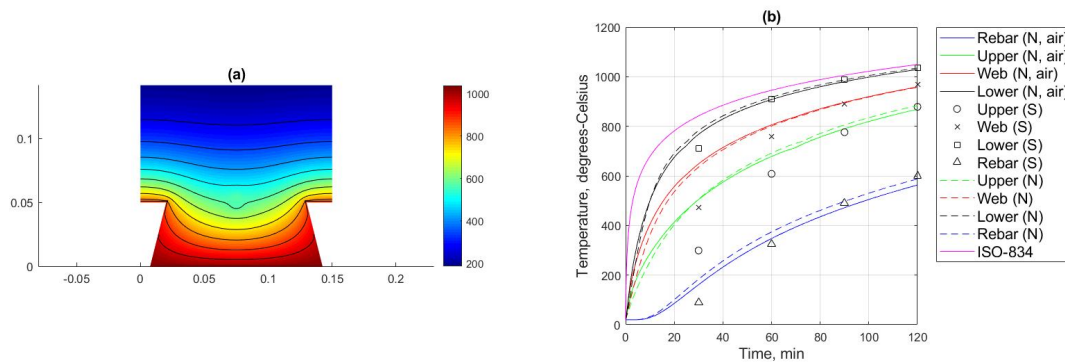 (a)
0.1
0.05
0
-0.05
0
0.05
0.1
0.15
0.2
1000
800
600
400
200
(b)
1200
1000
800
600
400
200
0
0
20
40
60
80
100
120
Temperature, degrees-Celsius
Time, min
Rebar (N, air)
Upper (N, air)
Web (N, air)
Lower (N, air)
Upper (S)
Web (S)
Lower (S)
Rebar (S)
Upper (N)
Web (N)
Lower (N)
Rebar (N)
ISO-834